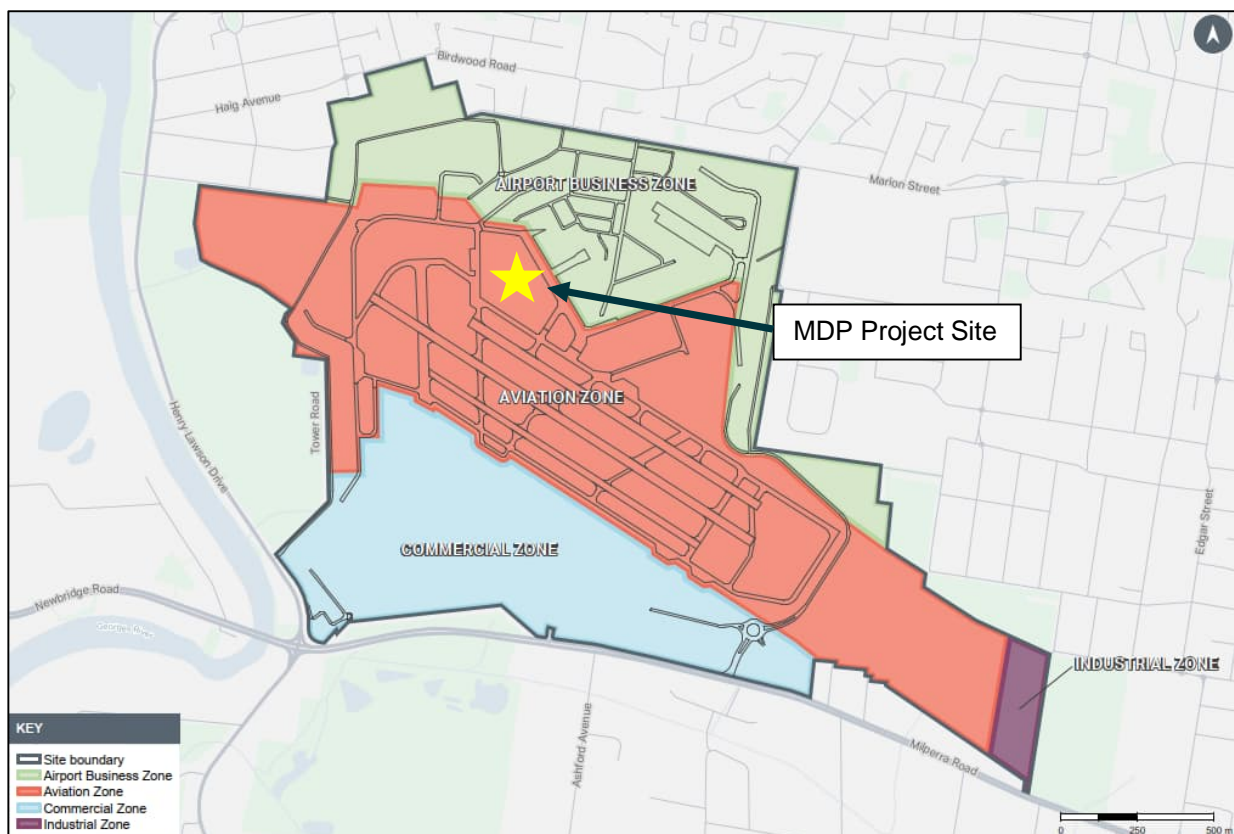 Birdwood Road
Haig Avenue
Marion Street
AIRPORT BUSINESS ZONE
MDP Project Site
AVIATION ZONE
Tower Road
Henry Lawson Drive
Edgar Street
COMMERCIAL ZONE
Newbridge Road
Georges River
INDUSTRIAL ZONE
Ashford Avenue
Milperra Road
KEY
Site boundary
Airport Business Zone
Aviation Zone
Commercial Zone
Industrial Zone
0 250 500 m